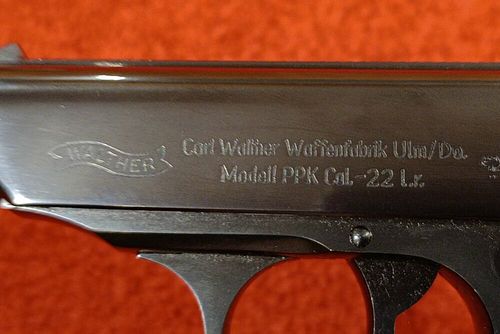 WALTHER
Carl Walther Waffenfabrik Ulm/Do.
Modell PPK Cal.-22 l.r.